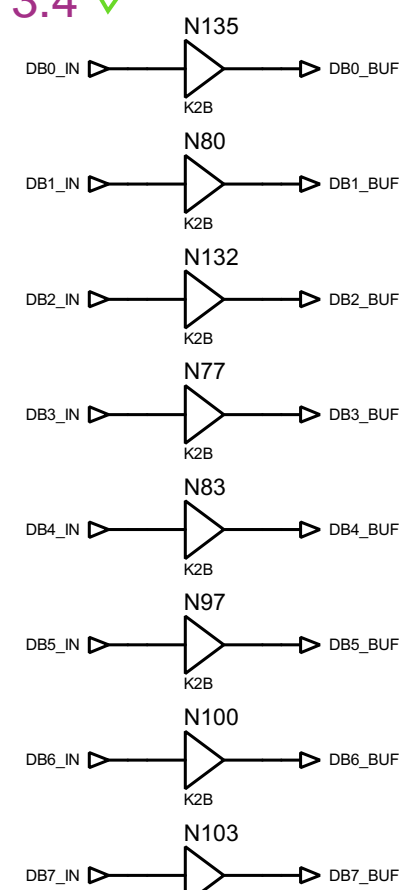 3.4
N135
DB0_IN DB0_BUF
K2B
N80
DB1_IN DB1_BUF
K2B
N132
DB2_IN DB2_BUF
K2B
N77
DB3_IN DB3_BUF
K2B
N83
DB4_IN DB4_BUF
K2B
N97
DB5_IN DB5_BUF
K2B
N100
DB6_IN DB6_BUF
K2B
N103
DB7_IN DB7_BUF